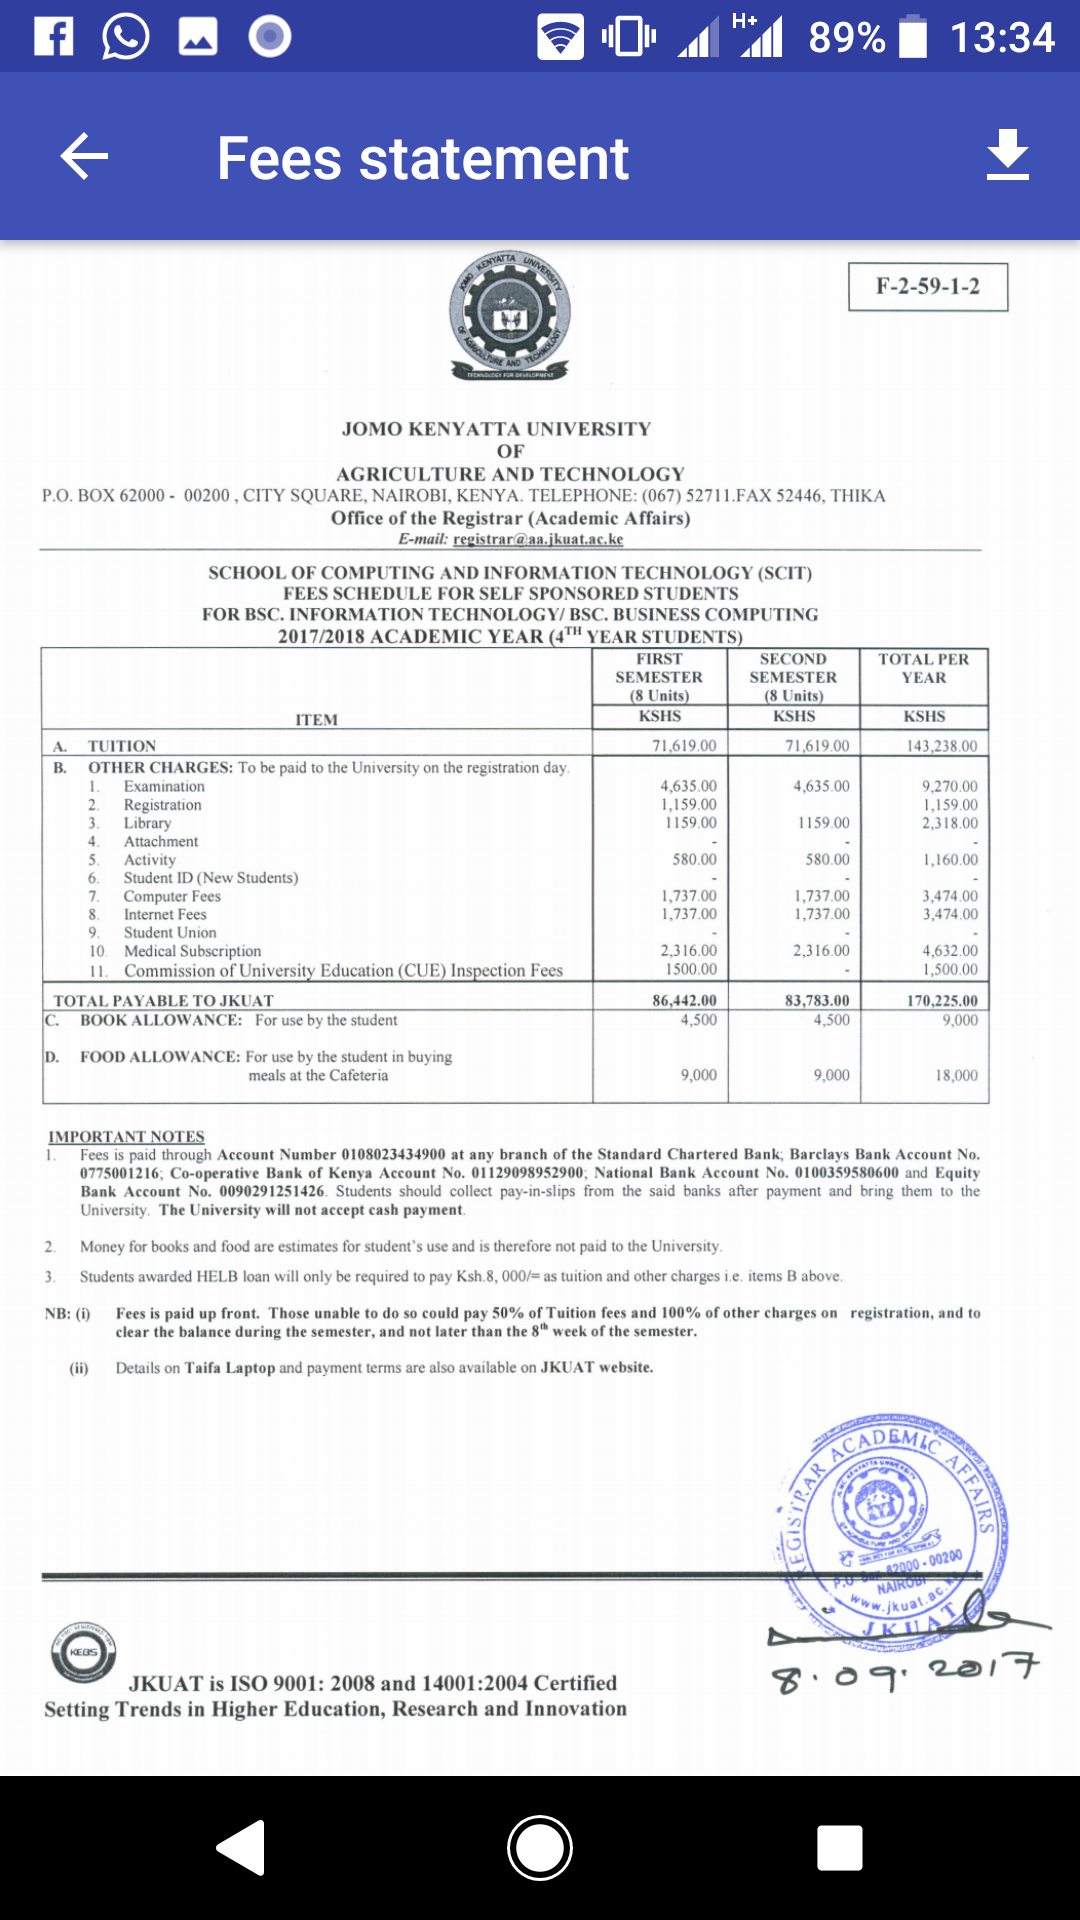 H+ 89% 13:34
Fees statement
JOMO KENYATTA UNIVERSITY
OF AGRICULTURE AND TECHNOLOGY
TECHNOLOGY FOR DEVELOPMENT
F-2-59-1-2
JOMO KENYATTA UNIVERSITY
OF
AGRICULTURE AND TECHNOLOGY
P.O. BOX 62000 - 00200 , CITY SQUARE, NAIROBI, KENYA. TELEPHONE: (067) 52711.FAX 52446, THIKA
Office of the Registrar (Academic Affairs)
E-mail: registrar@aa.jkuat.ac.ke
SCHOOL OF COMPUTING AND INFORMATION TECHNOLOGY (SCIT)
FEES SCHEDULE FOR SELF SPONSORED STUDENTS
FOR BSC. INFORMATION TECHNOLOGY/ BSC. BUSINESS COMPUTING
2017/2018 ACADEMIC YEAR (4TH YEAR STUDENTS)
ITEM FIRST SEMESTER (8 Units) KSHS SECOND SEMESTER (8 Units) KSHS TOTAL PER YEAR KSHS
A. TUITION 71,619.00 71,619.00 143,238.00
B. OTHER CHARGES: To be paid to the University on the registration day.
1. Examination 4,635.00 4,635.00 9,270.00
2. Registration 1,159.00 1,159.00
3. Library 1159.00 1159.00 2,318.00
4. Attachment - - -
5. Activity 580.00 580.00 1,160.00
6. Student ID (New Students) - - -
7. Computer Fees 1,737.00 1,737.00 3,474.00
8. Internet Fees 1,737.00 1,737.00 3,474.00
9. Student Union - - -
10. Medical Subscription 2,316.00 2,316.00 4,632.00
11. Commission of University Education (CUE) Inspection Fees 1500.00 - 1,500.00
TOTAL PAYABLE TO JKUAT 86,442.00 83,783.00 170,225.00
C. BOOK ALLOWANCE: For use by the student 4,500 4,500 9,000
D. FOOD ALLOWANCE: For use by the student in buying
meals at the Cafeteria 9,000 9,000 18,000
IMPORTANT NOTES
1. Fees is paid through Account Number 0108023434900 at any branch of the Standard Chartered Bank; Barclays Bank Account No.
0775001216; Co-operative Bank of Kenya Account No. 01129098952900; National Bank Account No. 0100359580600 and Equity
Bank Account No. 0090291251426. Students should collect pay-in-slips from the said banks after payment and bring them to the
University. The University will not accept cash payment.
2. Money for books and food are estimates for student's use and is therefore not paid to the University.
3. Students awarded HELB loan will only be required to pay Ksh.8, 000/= as tuition and other charges i.e. items B above.
NB: (i) Fees is paid up front. Those unable to do so could pay 50% of Tuition fees and 100% of other charges on registration, and to
clear the balance during the semester, and not later than the 8th week of the semester.
(ii) Details on Taifa Laptop and payment terms are also available on JKUAT website.
REGISTRAR ACADEMIC AFFAIRS
P.O Box 62000 - 00200
NAIROBI
www.jkuat.ac.ke
JKUAT
8.09.2017
KEBS
JKUAT is ISO 9001: 2008 and 14001:2004 Certified
Setting Trends in Higher Education, Research and Innovation